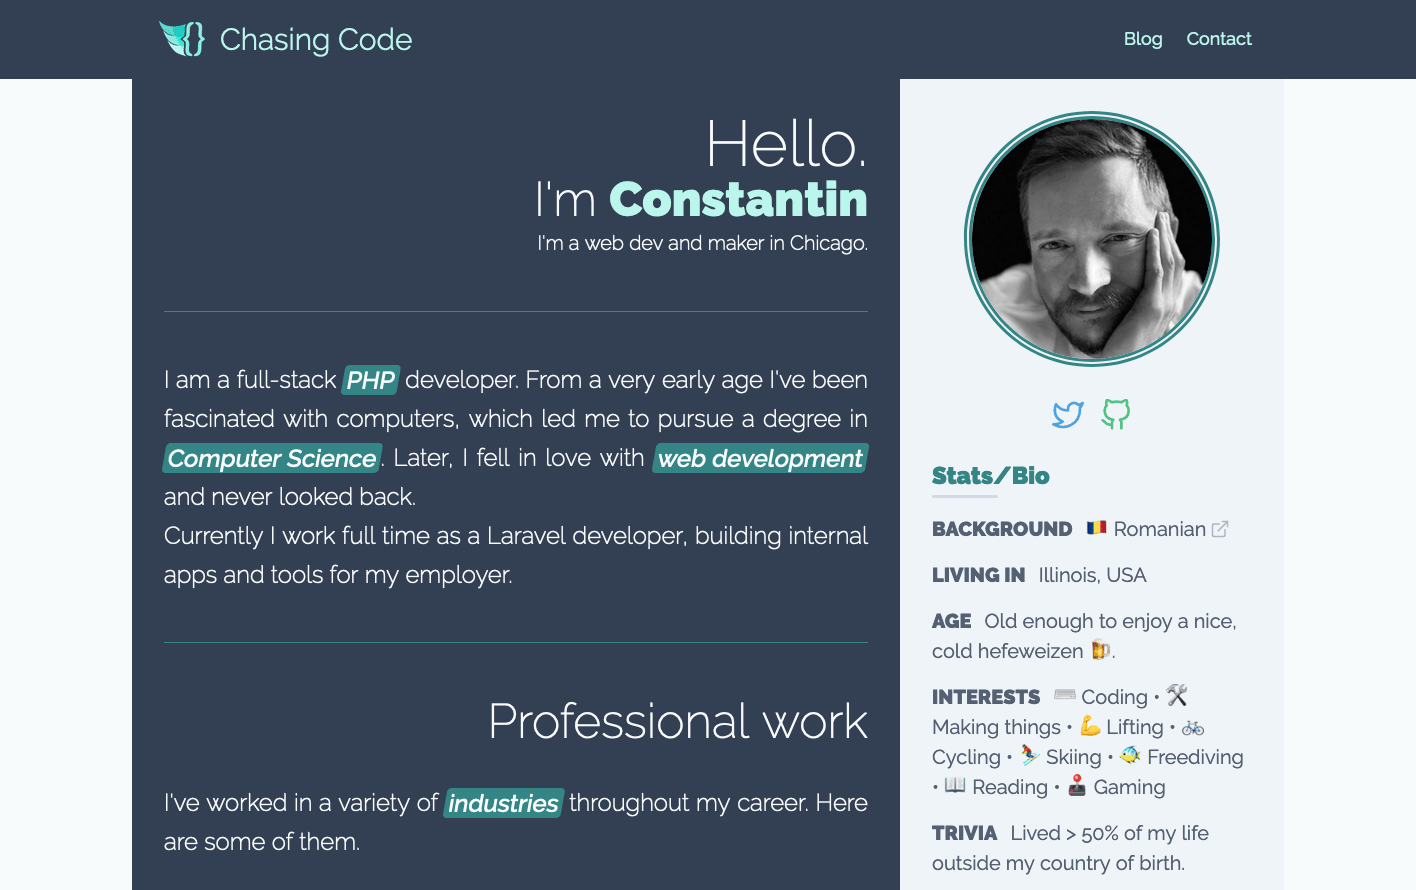 Chasing Code
Blog Contact
Hello.
I'm Constantin
I'm a web dev and maker in Chicago.
I am a full-stack PHP developer. From a very early age I've been
fascinated with computers, which led me to pursue a degree in
Computer Science. Later, I fell in love with web development
and never looked back.
Currently I work full time as a Laravel developer, building internal
apps and tools for my employer.
Professional work
I've worked in a variety of industries throughout my career. Here
are some of them.
Stats/Bio
BACKGROUND 🇷🇴 Romanian
LIVING IN Illinois, USA
AGE Old enough to enjoy a nice,
cold hefeweizen 🍺.
INTERESTS ⌨️ Coding • 🛠️
Making things • 💪 Lifting • 🚲
Cycling • ⛷️ Skiing • 🐠 Freediving
• 📖 Reading • 🕹️ Gaming
TRIVIA Lived > 50% of my life
outside my country of birth.